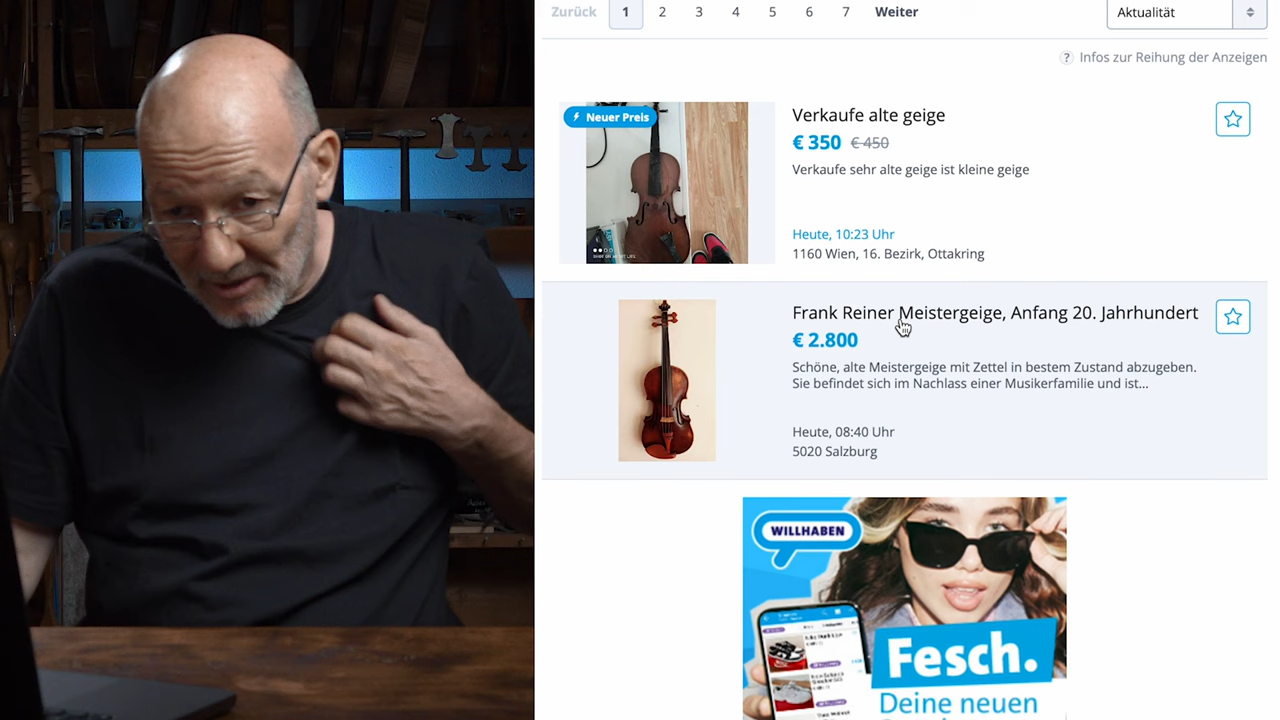 Zurück 1 2 3 4 5 6 7 Weiter
Aktualität
? Infos zur Reihung der Anzeigen
Neuer Preis
Verkaufe alte geige
€ 350 € 450
Verkaufe sehr alte geige ist kleine geige
Heute, 10:23 Uhr
1160 Wien, 16. Bezirk, Ottakring
Frank Reiner Meistergeige, Anfang 20. Jahrhundert
€ 2.800
Schöne, alte Meistergeige mit Zettel in bestem Zustand abzugeben.
Sie befindet sich im Nachlass einer Musikerfamilie und ist...
Heute, 08:40 Uhr
5020 Salzburg
WILLHABEN
Fesch.
Deine neuen